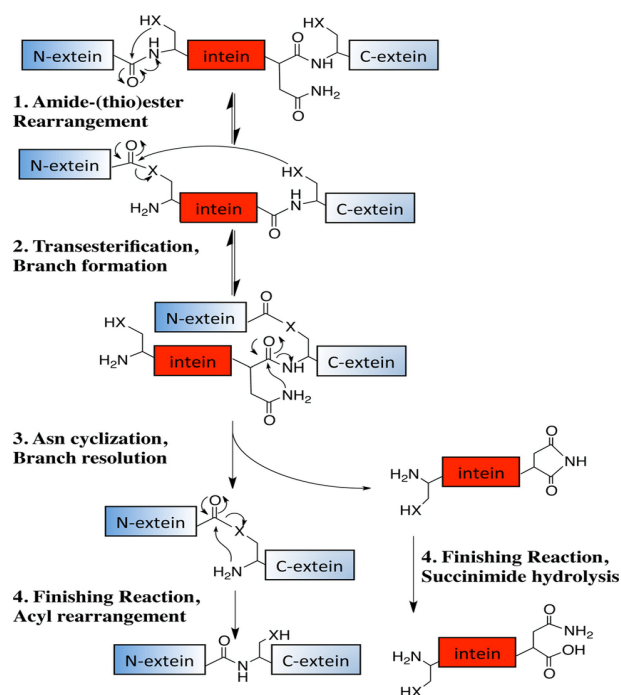 HX
HX
N-extein
H
N
intein
O
H
N
C-extein
O
O
NH2
1. Amide-(thio)ester
Rearrangement
O
N-extein
X
HX
H2N
intein
H
N
C-extein
O
2. Transesterification,
Branch formation
O
N-extein
HX
X
O
H2N
intein
NH
C-extein
NH2
O
3. Asn cyclization,
Branch resolution
O
H2N
intein
NH
O
HX
O
N-extein
X
H2N
C-extein
4. Finishing Reaction,
Succinimide hydrolysis
4. Finishing Reaction,
Acyl rearrangement
O
XH
N-extein
N
H
C-extein
O
NH2
H2N
intein
OH
HX
O